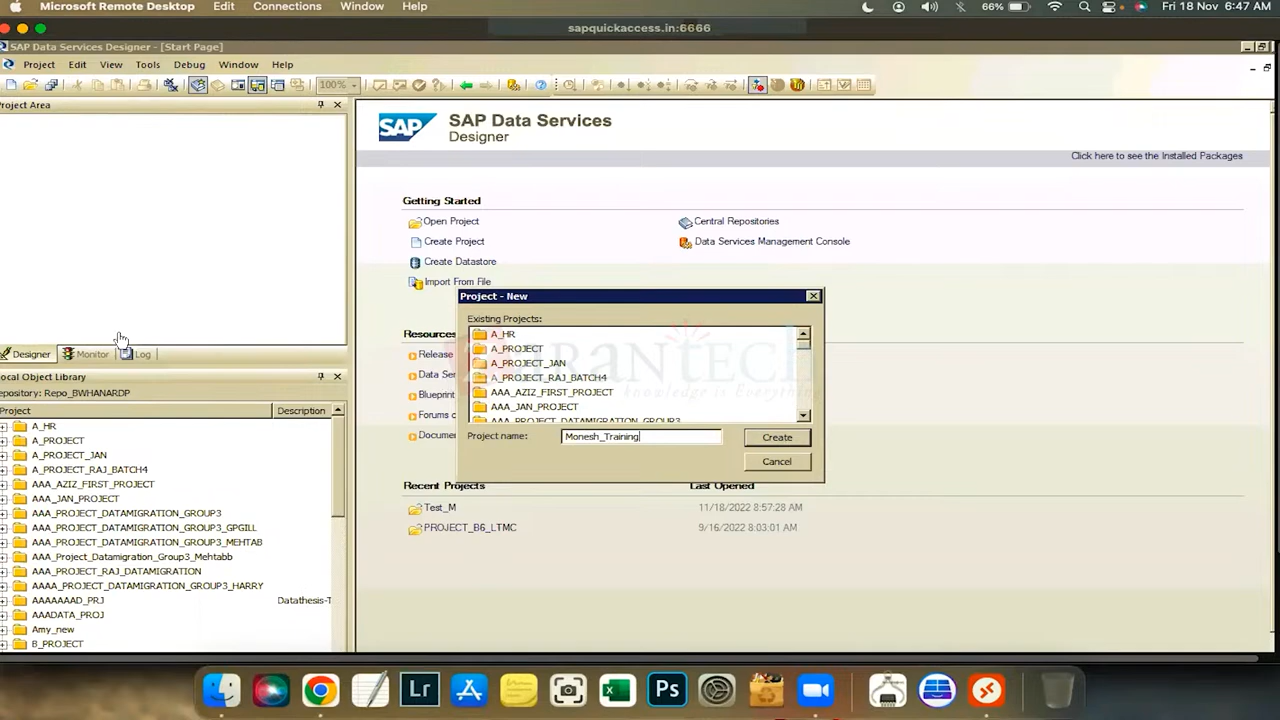 Microsoft Remote Desktop Edit Connections Window Help 66% Fri 18 Nov 6:47 AM
sapquickaccess.in:6666
SAP Data Services Designer - [Start Page]
Project Edit View Tools Debug Window Help
100%
Project Area
SAP
SAP Data Services
Designer
Click here to see the Installed Packages
Getting Started
Open Project
Central Repositories
Create Project
Data Services Management Console
Create Datastore
Import From File
Project - New
Existing Projects:
A_HR
A_PROJECT
A_PROJECT_JAN
A_PROJECT_RAJ_BATCH4
AAA_AZIZ_FIRST_PROJECT
AAA_JAN_PROJECT
AAA_PROJECT_DATAMIGRATION_GROUP3
Project name: Monesh_Training Create
Cancel
Resources
Release
Data Ser
Blueprint
Forums o
Documer
Recent Projects Last Opened
Test_M 11/18/2022 8:57:28 AM
PROJECT_B6_LTMC 9/16/2022 8:03:01 AM
Designer Monitor Log
ocal Object Library
Repository: Repo_BWHANARDP
Project Description
A_HR
A_PROJECT
A_PROJECT_JAN
A_PROJECT_RAJ_BATCH4
AAA_AZIZ_FIRST_PROJECT
AAA_JAN_PROJECT
AAA_PROJECT_DATAMIGRATION_GROUP3
AAA_PROJECT_DATAMIGRATION_GROUP3_GPGILL
AAA_PROJECT_DATAMIGRATION_GROUP3_MEHTAB
AAA_Project_Datamigration_Group3_Mehtabb
AAA_PROJECT_RAJ_DATAMIGRATION
AAAA_PROJECT_DATAMIGRATION_GROUP3_HARRY
AAAAAAAD_PRJ Datathesis-T
AAADATA_PROJ
Amy_new
B_PROJECT
Lr
Ps